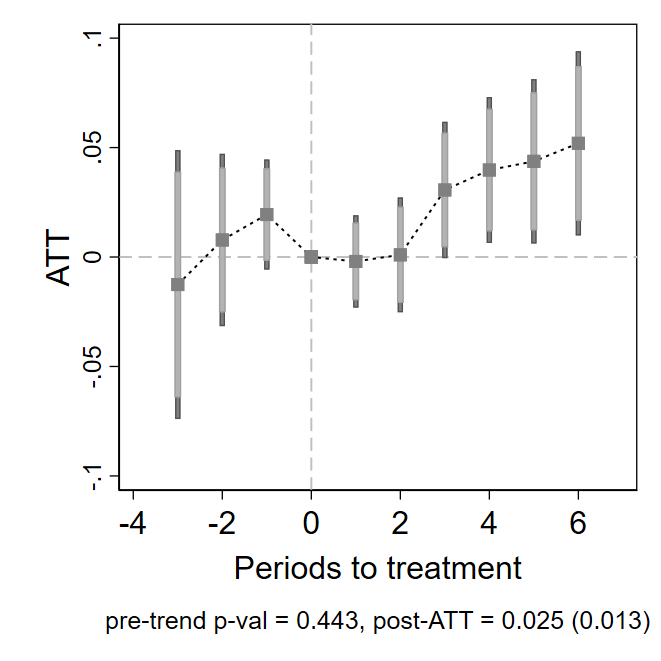 .1
.05
0
-.05
-.1
ATT
-4 -2 0 2 4 6
Periods to treatment
pre-trend p-val = 0.443, post-ATT = 0.025 (0.013)